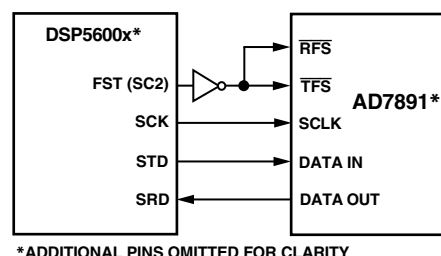 DSP5600x*
FST (SC2)
SCK
STD
SRD
RFS
TFS
SCLK
DATA IN
DATA OUT
AD7891*
*ADDITIONAL PINS OMITTED FOR CLARITY